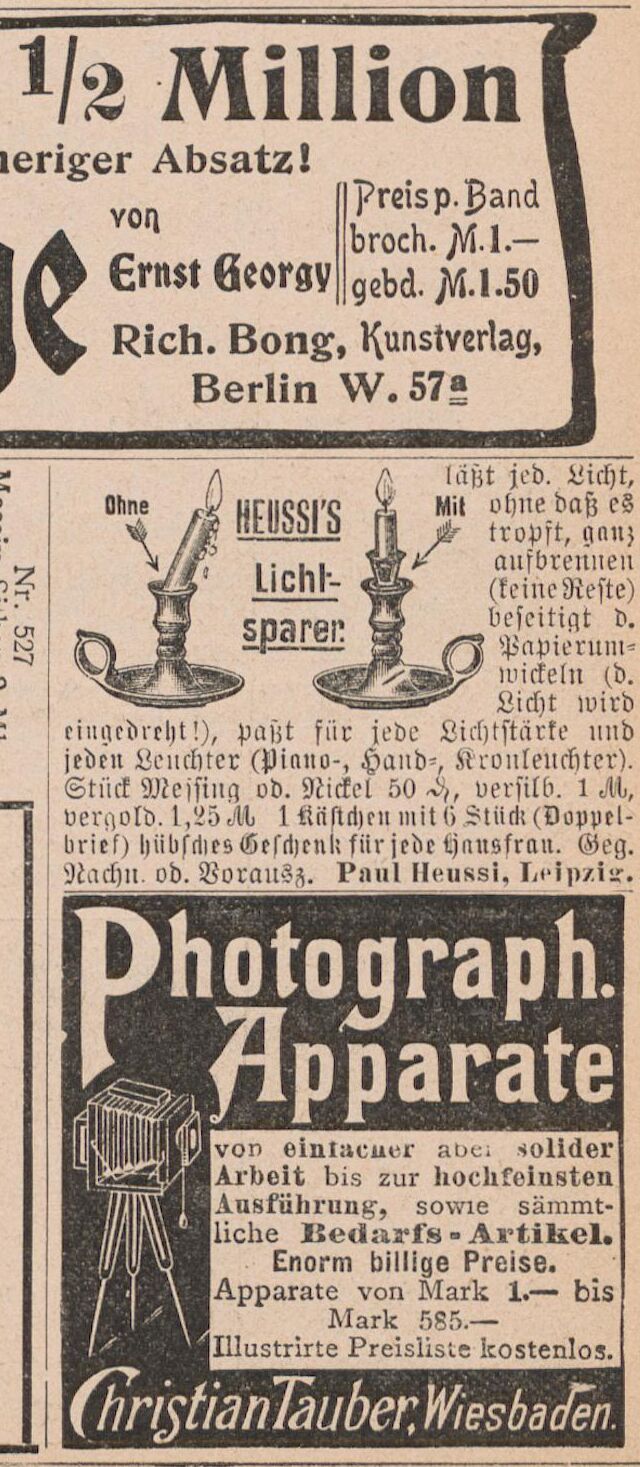 1/2 Million
heriger Absatz!
von
Ernst Georgy
Preis p. Band
broch. M. 1.—
gebd. M. 1.50
Rich. Bong, Kunstverlag,
Berlin W. 57a
Nr. 527
Ohne
HEUSSI'S
Licht-
sparer.
Mit
läßt jed. Licht,
ohne daß es
tropft, ganz
aufbrennen
(keine Reste)
beseitigt d.
Papierum-
wickeln (d.
Licht wird
eingedreht!), paßt für jede Lichtstärke und
jeden Leuchter (Piano-, Hand-, Kronleuchter).
Stück Messing od. Nickel 50 ₰, versilb. 1 M,
vergold. 1,25 M 1 Kästchen mit 6 Stück (Doppel-
brief) hübsches Geschenk für jede Hausfrau. Geg.
Nachn. od. Vorausz. Paul Heussi, Leipzig.
Photograph.
Apparate
von einfacher aber solider
Arbeit bis zur hochfeinsten
Ausführung, sowie sämmt-
liche Bedarfs-Artikel.
Enorm billige Preise.
Apparate von Mark 1.— bis
Mark 585.—
Illustrirte Preisliste kostenlos.
Christian Tauber, Wiesbaden.